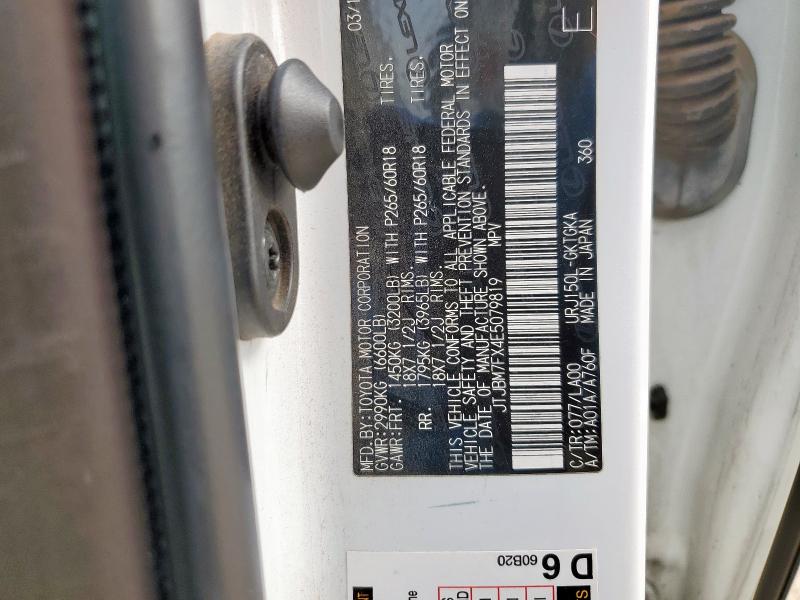 MFD.BY:TOYOTA MOTOR CORPORATION 03/1
GVWR:2990KG (6600LB)
GAWR:FRT. 1450KG (3200LB) WITH P265/60R18 TIRES.
18X7 1/2J RIMS.
RR. 1795KG (3965LB) WITH P265/60R18 TIRES.
18X7 1/2J RIMS.
THIS VEHICLE CONFORMS TO ALL APPLICABLE FEDERAL MOTOR
VEHICLE SAFETY AND THEFT PREVENTION STANDARDS IN EFFECT ON
THE DATE OF MANUFACTURE SHOWN ABOVE.
JTJBM7FX4E5079819 MPV
C/TR:077/LA00 URJ150L-GKTGKA
A/TM:A01A/A760F MADE IN JAPAN 360
E
D 6
60B20